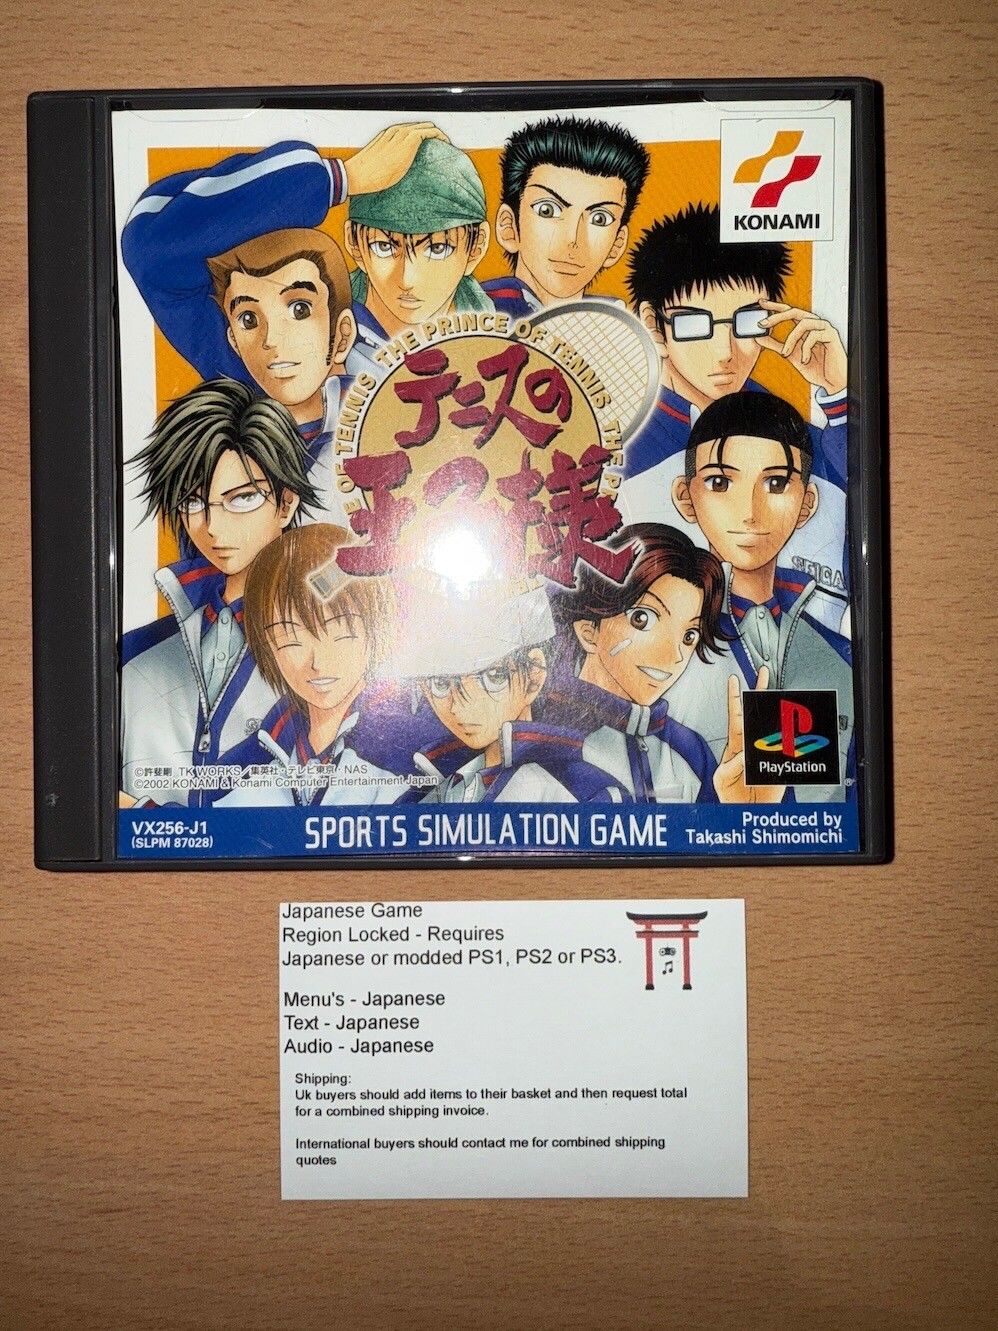 KONAMI
THE PRINCE OF TENNIS
テニスの
王子様
SEIGA
PlayStation
©許斐剛 TK WORKS／集英社・テレビ東京・NAS
©2002 KONAMI & Konami Computer Entertainment Japan
VX256-J1
(SLPM 87028)
SPORTS SIMULATION GAME
Produced by
Takashi Shimomichi
Japanese Game
Region Locked - Requires
Japanese or modded PS1, PS2 or PS3.
Menu's - Japanese
Text - Japanese
Audio - Japanese
Shipping:
Uk buyers should add items to their basket and then request total
for a combined shipping invoice.
International buyers should contact me for combined shipping
quotes